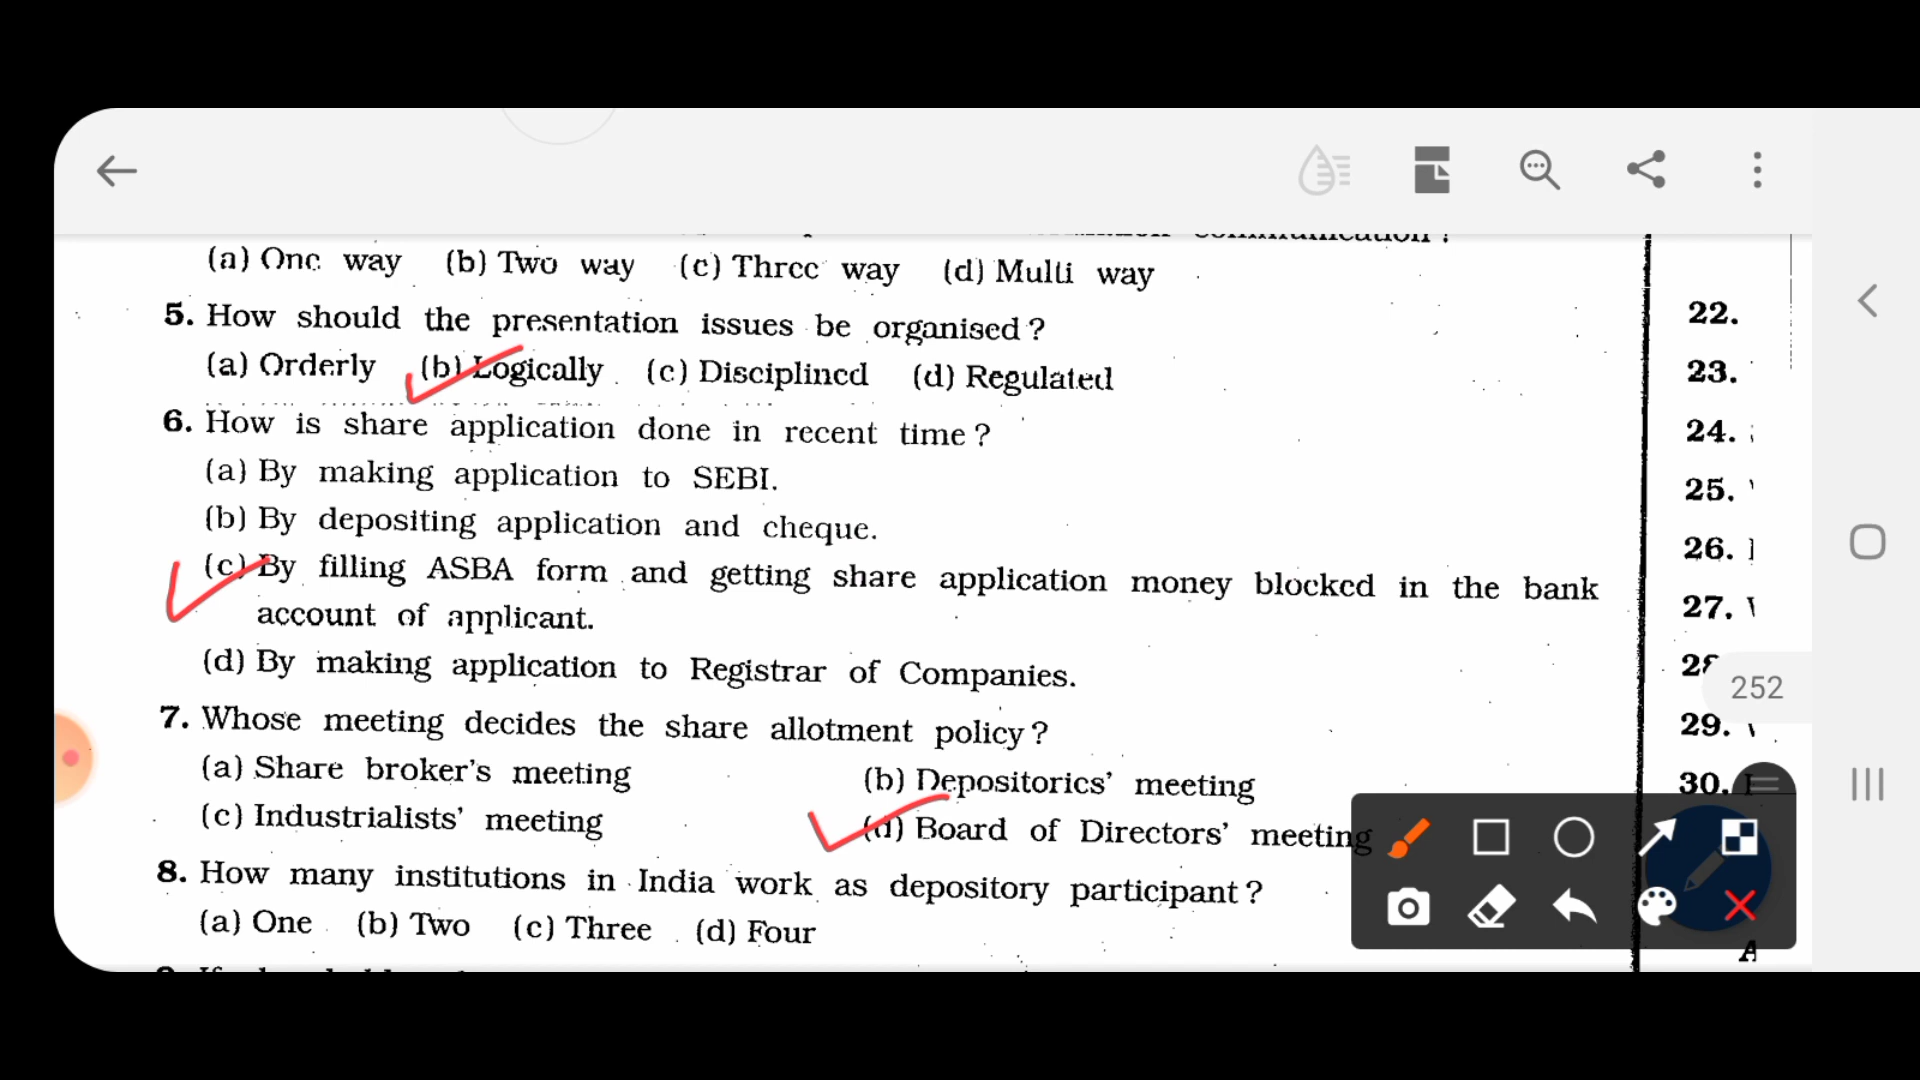 (a) One way (b) Two way (c) Three way (d) Multi way
5. How should the presentation issues be organised?
(a) Orderly (b) Logically (c) Disciplined (d) Regulated
6. How is share application done in recent time?
(a) By making application to SEBI.
(b) By depositing application and cheque.
(c) By filling ASBA form and getting share application money blocked in the bank
account of applicant.
(d) By making application to Registrar of Companies.
7. Whose meeting decides the share allotment policy?
(a) Share broker's meeting (b) Depositories' meeting
(c) Industrialists' meeting (d) Board of Directors' meeting
8. How many institutions in India work as depository participant?
(a) One (b) Two (c) Three (d) Four
22.
23.
24.
25.
26.
27.
252
29.
30.